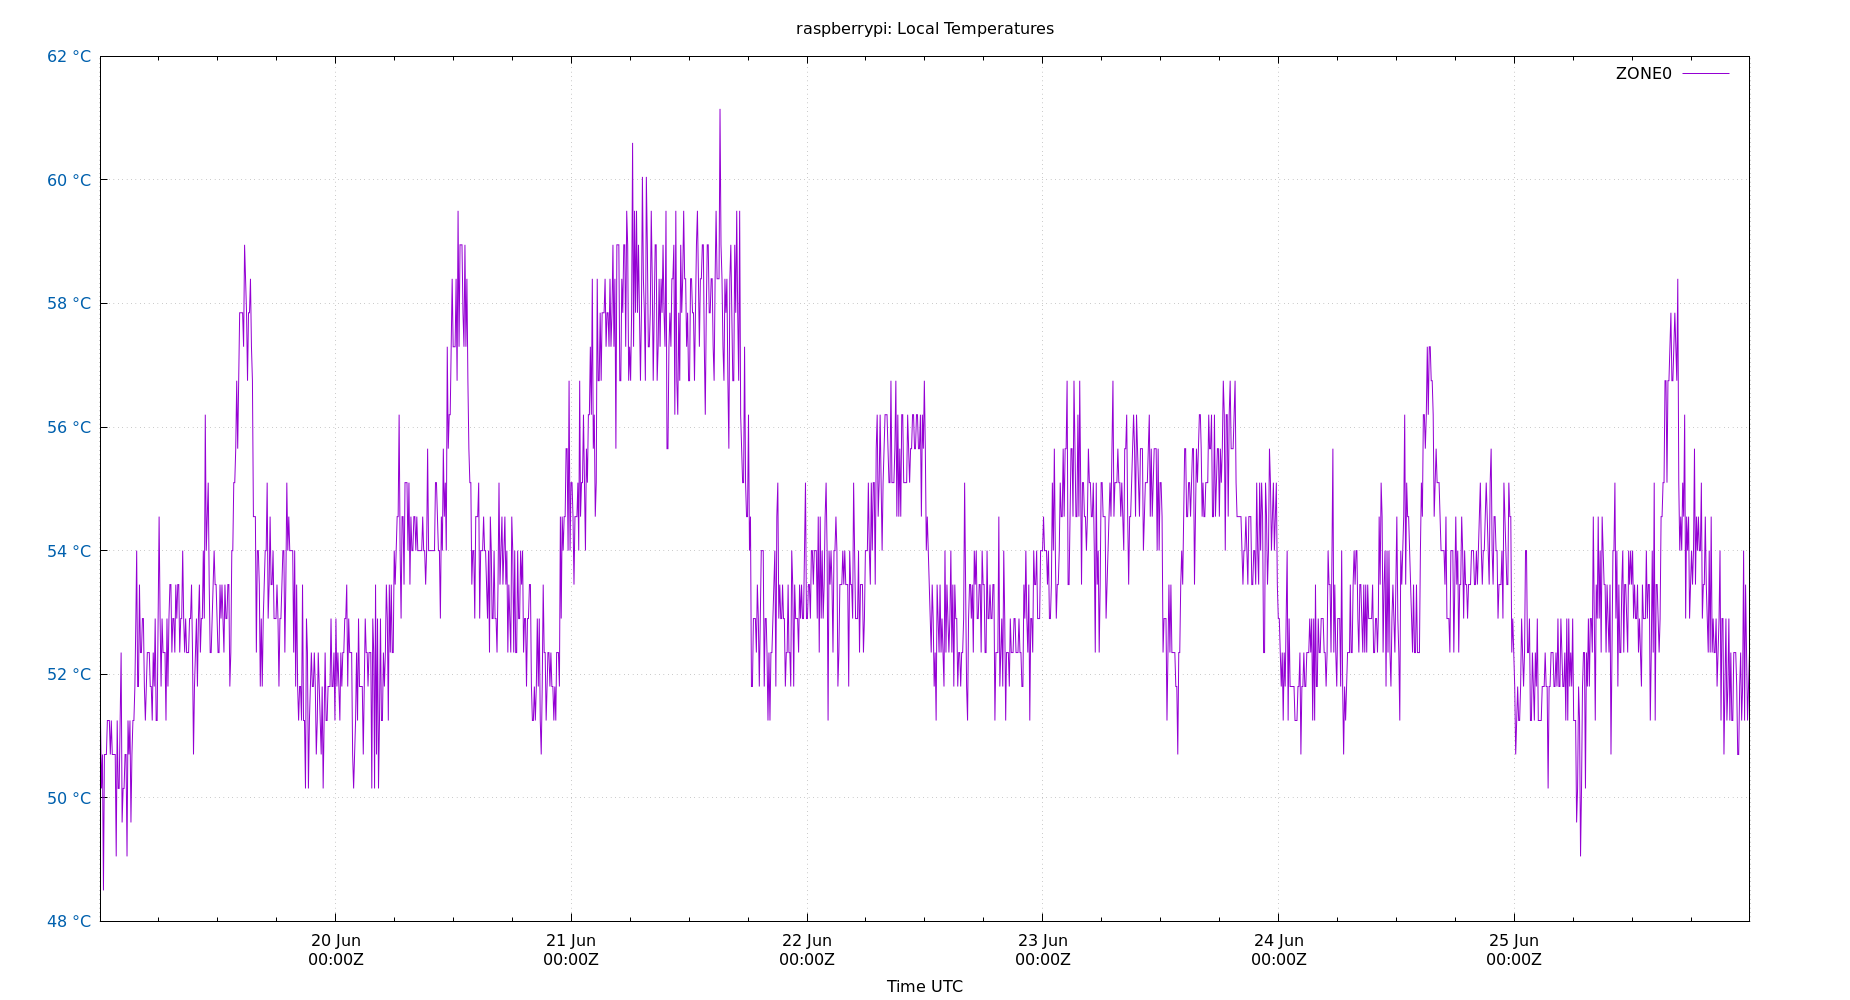 raspberrypi: Local Temperatures
62 °C
ZONE0
60 °C
58 °C
56 °C
54 °C
52 °C
50 °C
48 °C
20 Jun 21 Jun 22 Jun 23 Jun 24 Jun 25 Jun
00:00Z 00:00Z 00:00Z 00:00Z 00:00Z 00:00Z
Time UTC